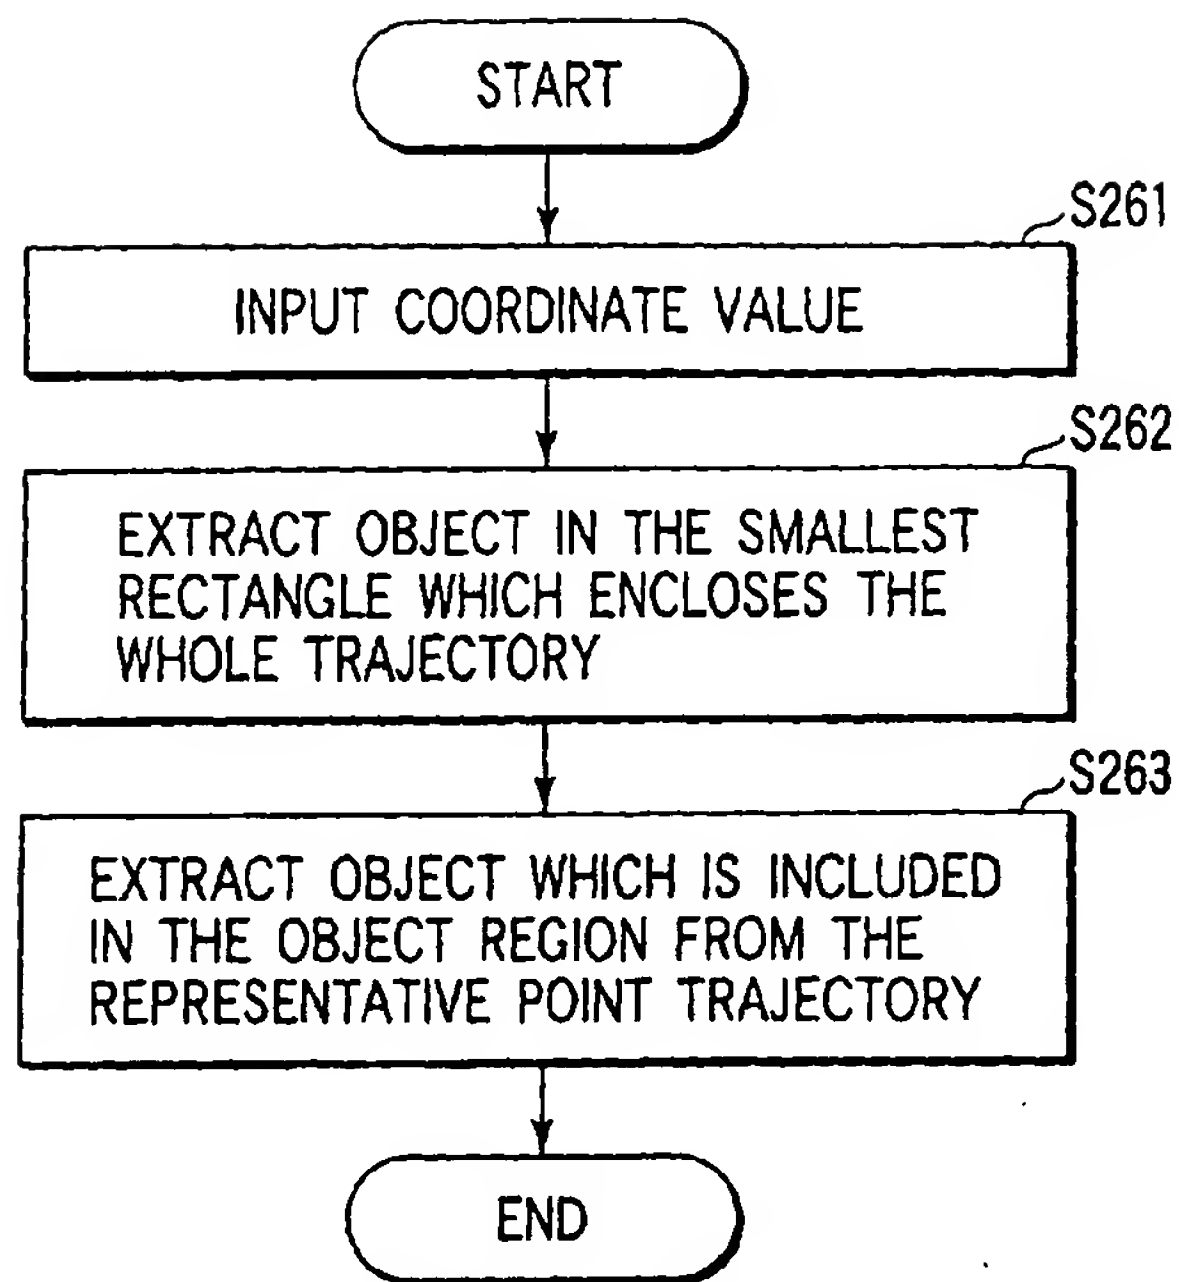 START
S261
INPUT COORDINATE VALUE
S262
EXTRACT OBJECT IN THE SMALLEST
RECTANGLE WHICH ENCLOSES THE
WHOLE TRAJECTORY
S263
EXTRACT OBJECT WHICH IS INCLUDED
IN THE OBJECT REGION FROM THE
REPRESENTATIVE POINT TRAJECTORY
END